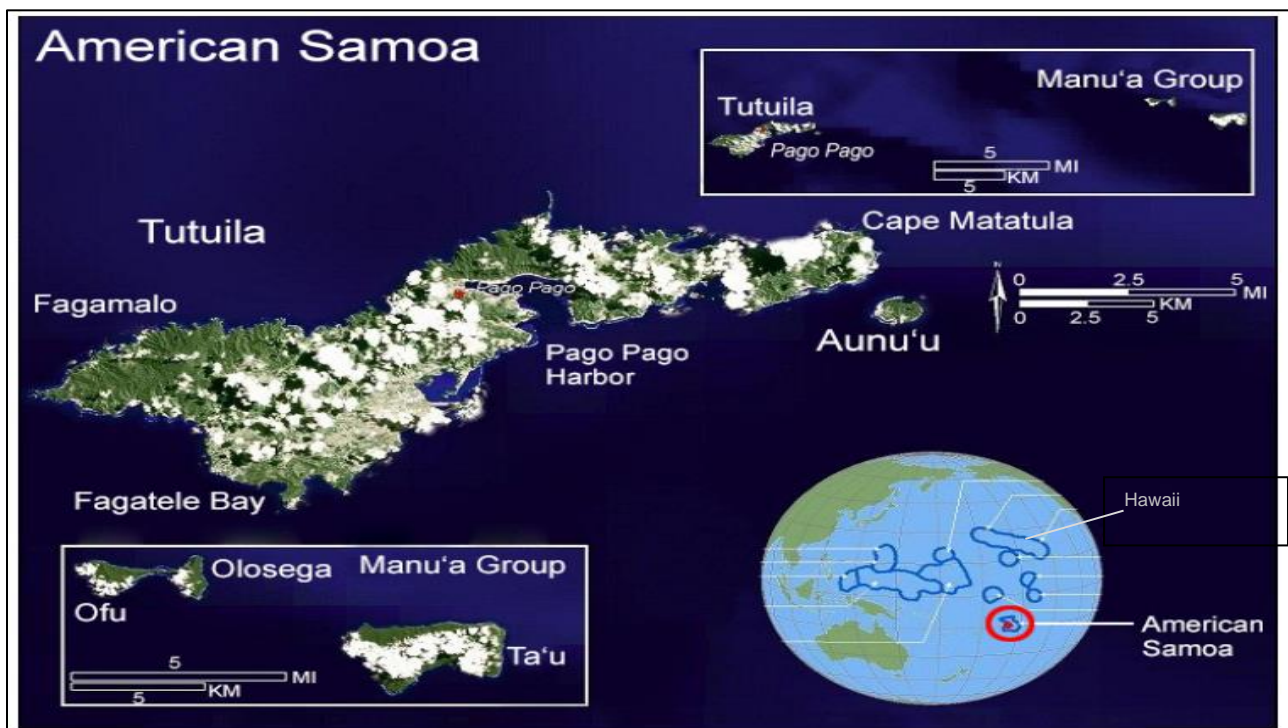 American Samoa
Manu‘a Group
Tutuila
Pago Pago
5
MI
5
KM
Cape Matatula
Tutuila
Fagamalo
Pago Pago
0 2.5 5
MI
KM
0 2.5 5
N
Aunu‘u
Pago Pago
Harbor
Fagatele Bay
Hawaii
Olosega
Manu‘a Group
Ofu
Ta‘u
5
MI
5
KM
American
Samoa